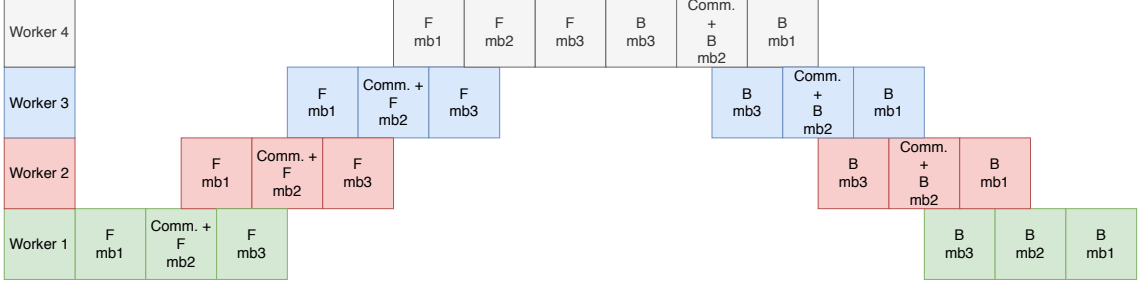 Worker 4
F
mb1
F
mb2
F
mb3
B
mb3
Comm.
+
B
mb2
B
mb1
Worker 3
F
mb1
Comm. +
F
mb2
F
mb3
B
mb3
Comm.
+
B
mb2
B
mb1
Worker 2
F
mb1
Comm. +
F
mb2
F
mb3
B
mb3
Comm.
+
B
mb2
B
mb1
Worker 1
F
mb1
Comm. +
F
mb2
F
mb3
B
mb3
B
mb2
B
mb1